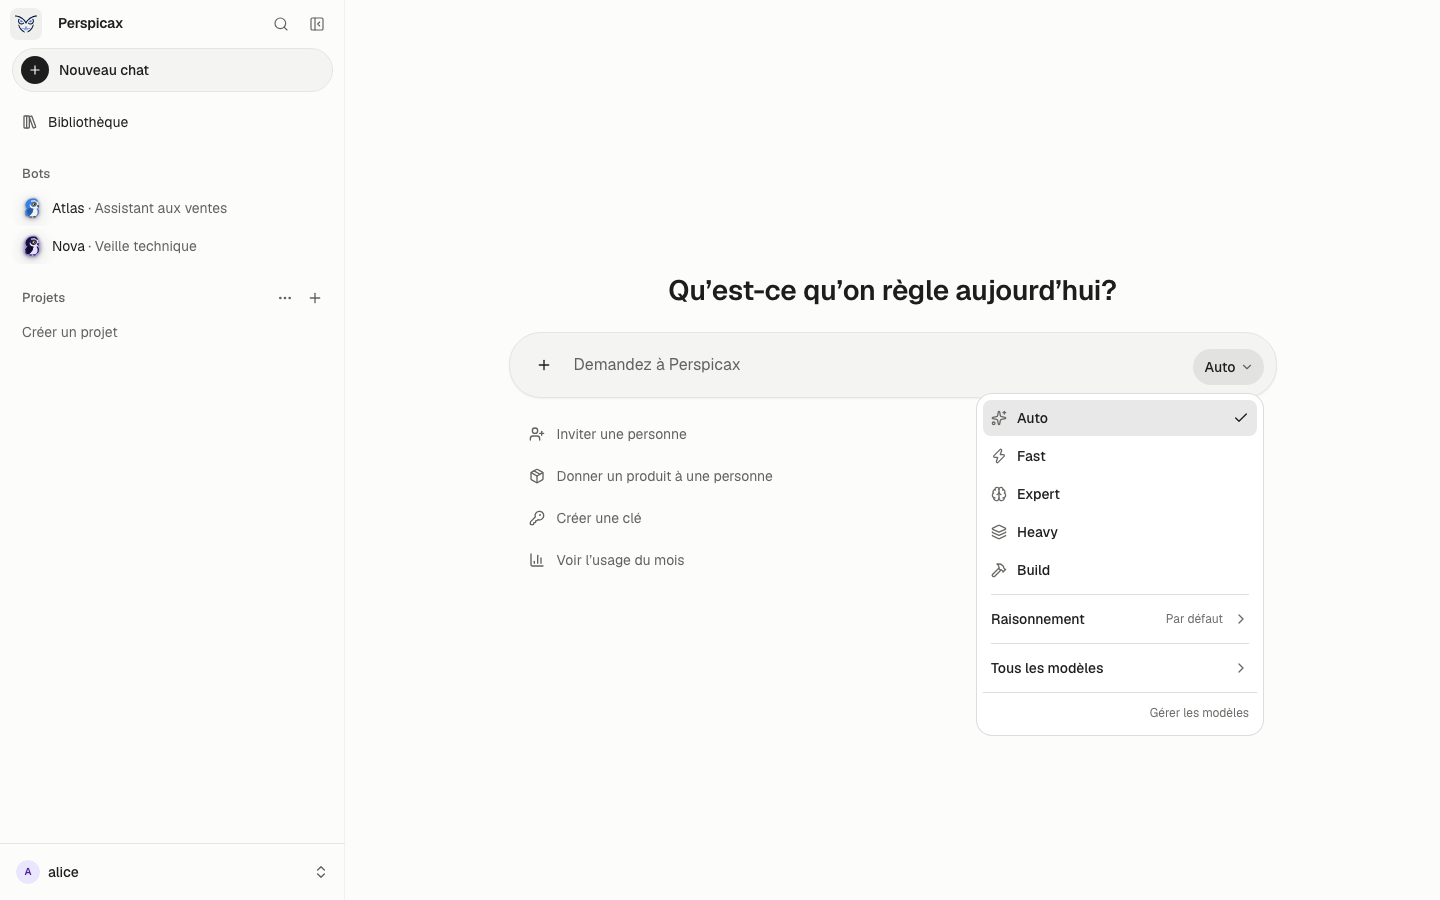 Perspicax
Nouveau chat
Bibliothèque
Bots
Atlas · Assistant aux ventes
Nova · Veille technique
Projets
Créer un projet
A alice
Qu’est-ce qu’on règle aujourd’hui?
Demandez à Perspicax
Auto
Inviter une personne
Donner un produit à une personne
Créer une clé
Voir l’usage du mois
Auto
Fast
Expert
Heavy
Build
Raisonnement Par défaut
Tous les modèles
Gérer les modèles